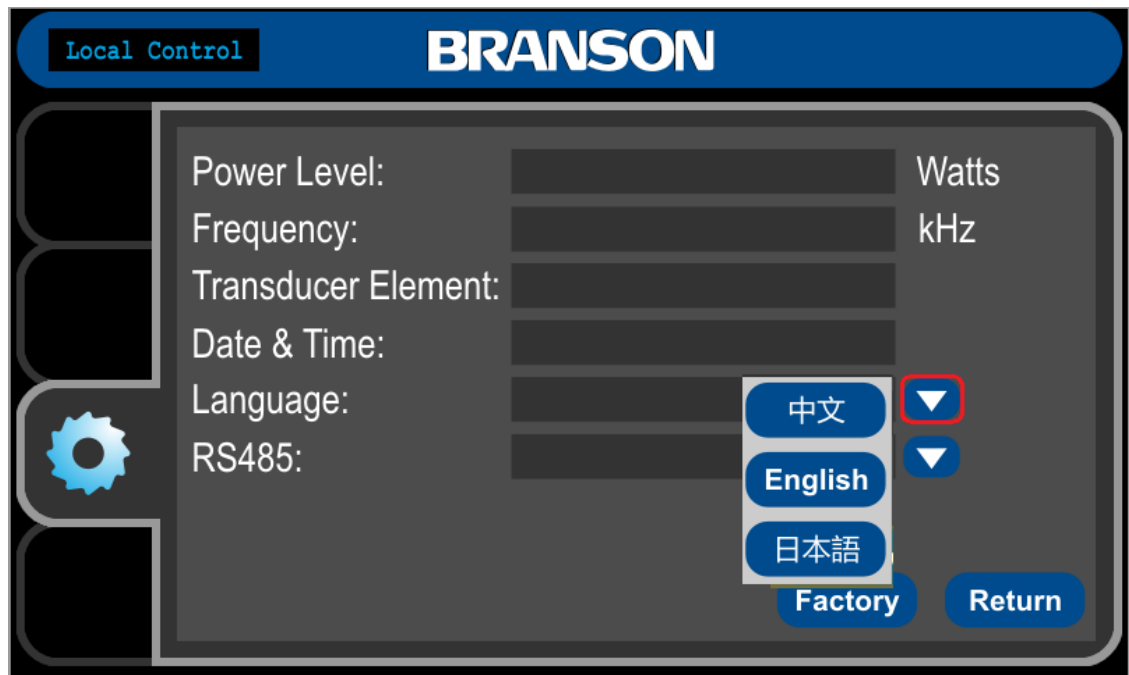 Local Control
BRANSON
Power Level: Watts
Frequency: kHz
Transducer Element:
Date & Time:
Language:
中文
RS485:
English
日本語
Factory Return